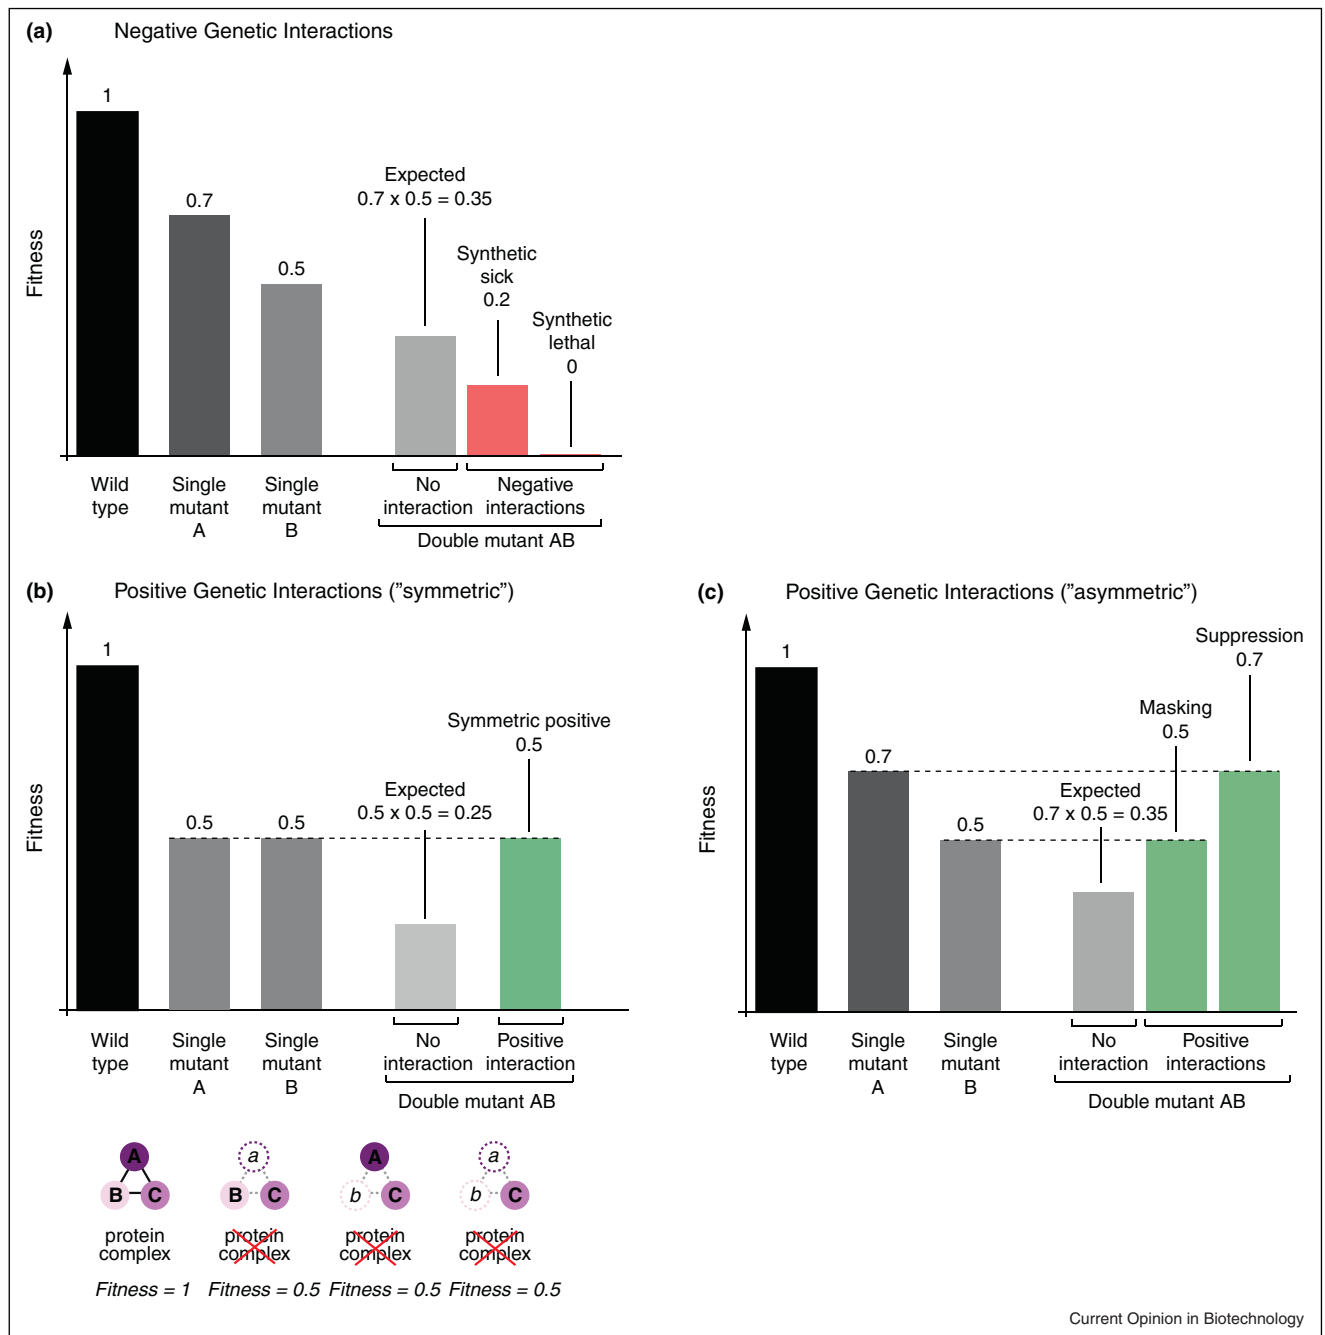 (a) Negative Genetic Interactions
1
0.7
0.5
Expected
0.7 x 0.5 = 0.35
Synthetic
sick
0.2
Synthetic
lethal
0
Fitness
Wild
type
Single
mutant
A
Single
mutant
B
No
interaction
Negative
interactions
Double mutant AB
(b) Positive Genetic Interactions (”symmetric”)
1
0.5
0.5
Expected
0.5 x 0.5 = 0.25
Symmetric positive
0.5
Fitness
Wild
type
Single
mutant
A
Single
mutant
B
No
interaction
Positive
interaction
Double mutant AB
A
B
C
protein
complex
Fitness = 1
a
B
C
protein
complex
Fitness = 0.5
A
b
C
protein
complex
Fitness = 0.5
a
b
C
protein
complex
Fitness = 0.5
(c) Positive Genetic Interactions (”asymmetric”)
1
0.7
0.5
Expected
0.7 x 0.5 = 0.35
Masking
0.5
Suppression
0.7
Fitness
Wild
type
Single
mutant
A
Single
mutant
B
No
interaction
Positive
interactions
Double mutant AB
Current Opinion in Biotechnology